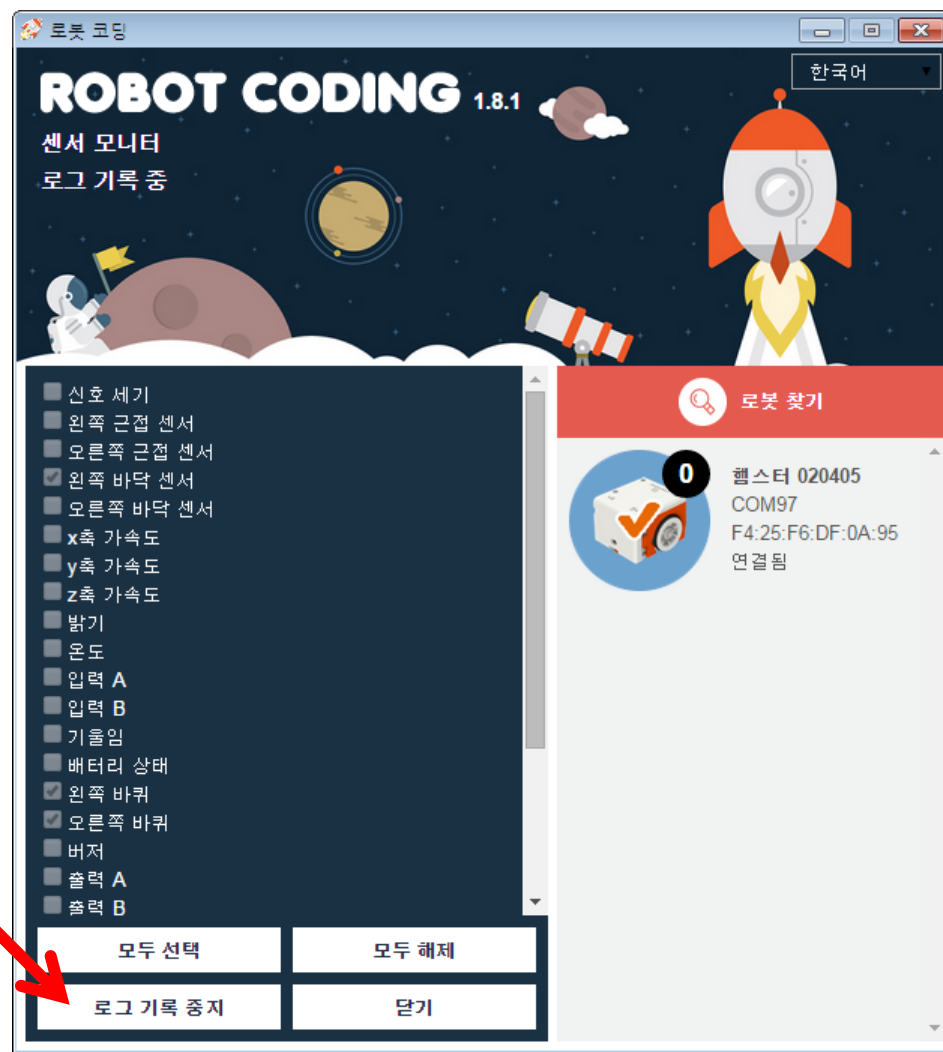 로봇 코딩
한국어
ROBOT CODING 1.8.1
센서 모니터
로그 기록 중
신호 세기
왼쪽 근접 센서
오른쪽 근접 센서
왼쪽 바닥 센서
오른쪽 바닥 센서
x축 가속도
y축 가속도
z축 가속도
밝기
온도
입력 A
입력 B
기울임
배터리 상태
왼쪽 바퀴
오른쪽 바퀴
버저
출력 A
출력 B
모두 선택
모두 해제
로그 기록 중지
닫기
로봇 찾기
0
햄스터 020405
COM97
F4:25:F6:DF:0A:95
연결됨